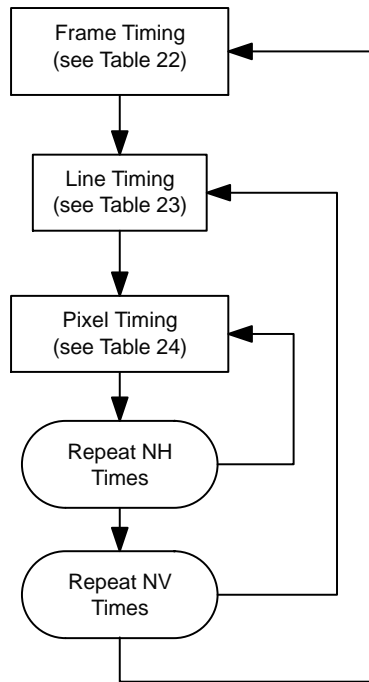 Frame Timing
(see Table 22)
Line Timing
(see Table 23)
Pixel Timing
(see Table 24)
Repeat NH
Times
Repeat NV
Times